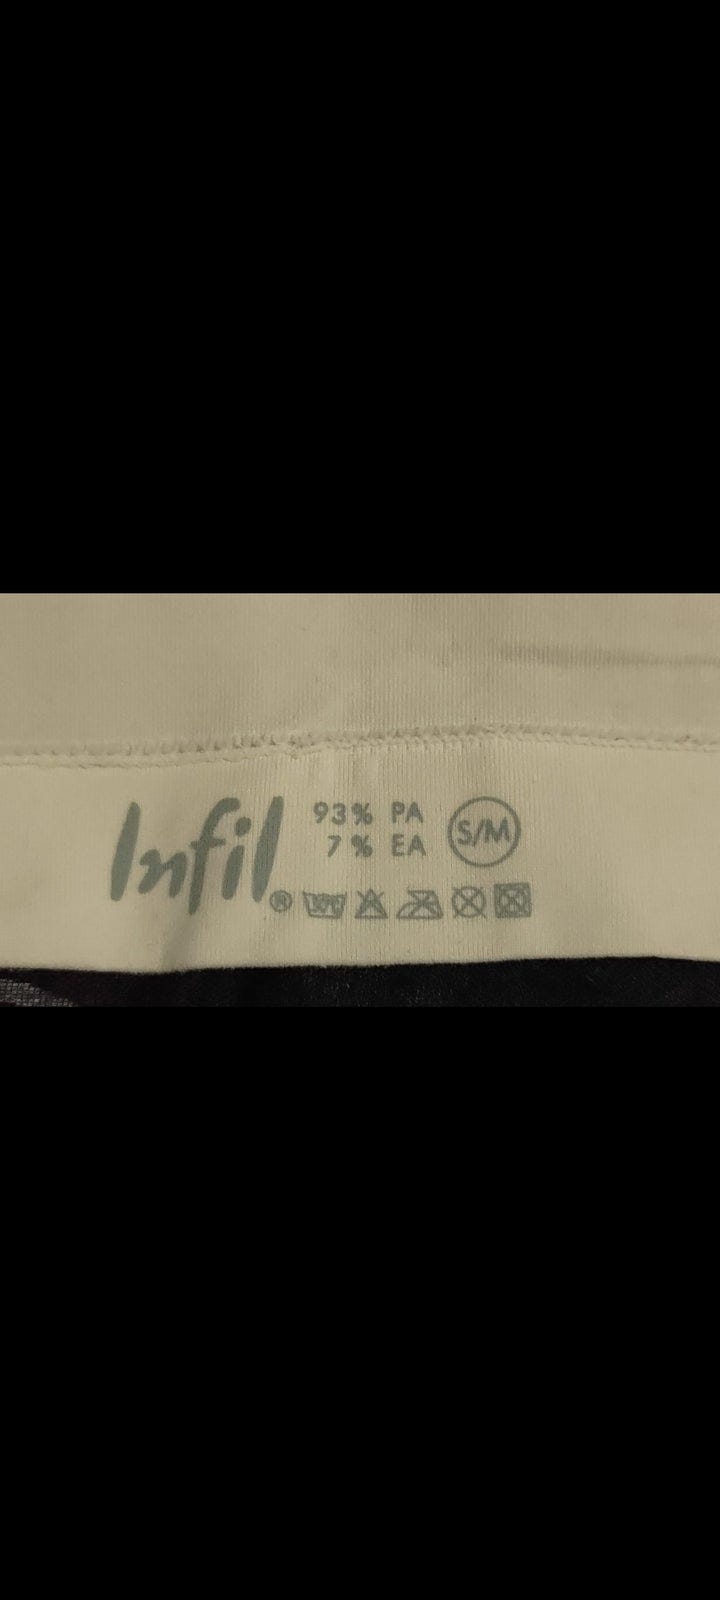 Infil®
93% PA
7% EA
S/M